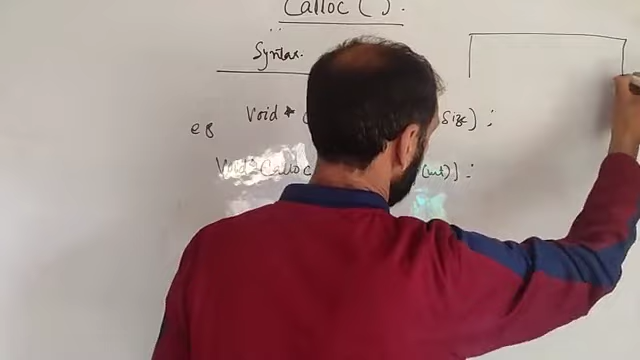 Calloc ( ).
Syntax.
eg Void * Size) ;
Void * Calloc (int)) ;